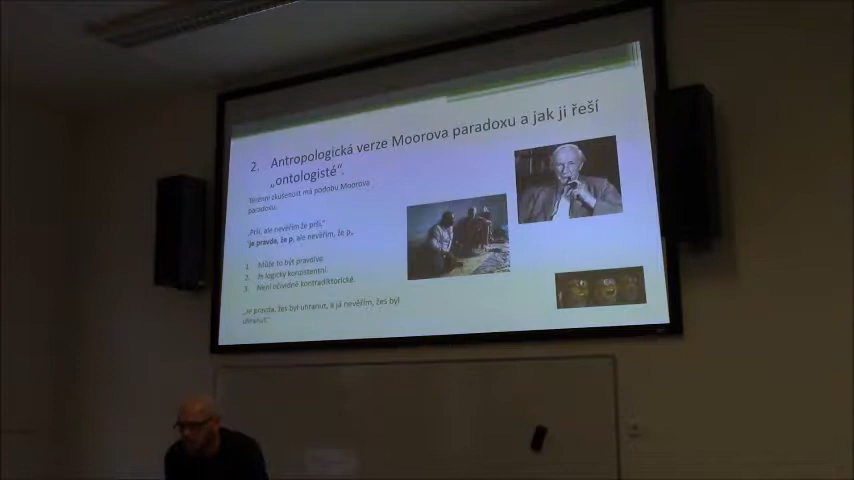 2. Antropologická verze Moorova paradoxu a jak ji řeší
„ontologisté“.
Terénní zkušenost má podobu Moorova
paradoxu.
„Prší, ale nevěřím že prší.“
"je pravda, že p, ale nevěřím, že p„
1. Může to být pravdivé
2. Je logicky konzistentní
3. Není očividně kontradiktorické.
„Je pravda, žes byl uhranut, a já nevěřím, žes byl
uhranut.“